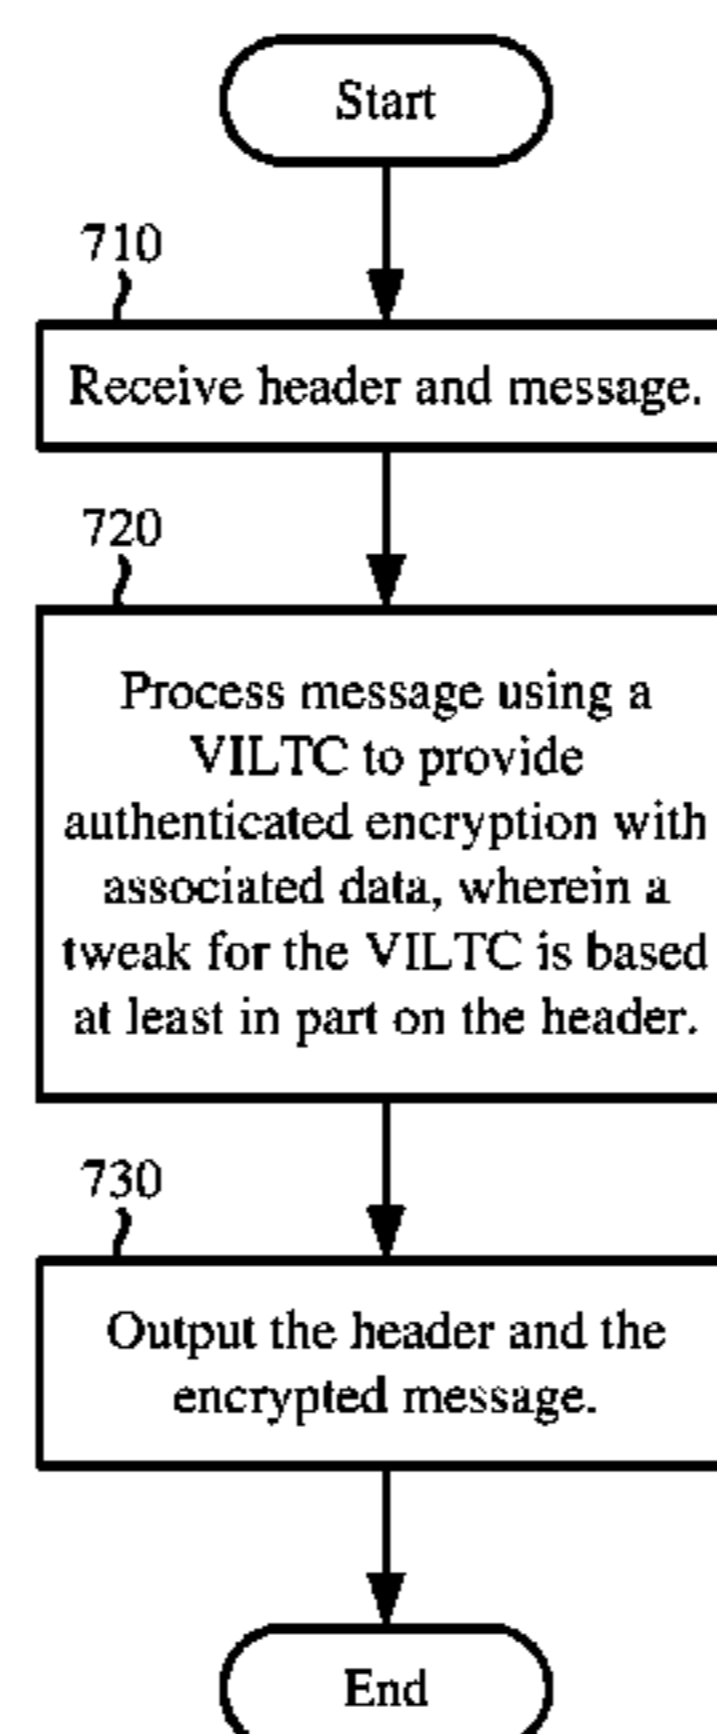 Start
710
Receive header and message.
720
Process message using a
VILTC to provide
authenticated encryption with
associated data, wherein a
tweak for the VILTC is based
at least in part on the header.
730
Output the header and the
encrypted message.
End